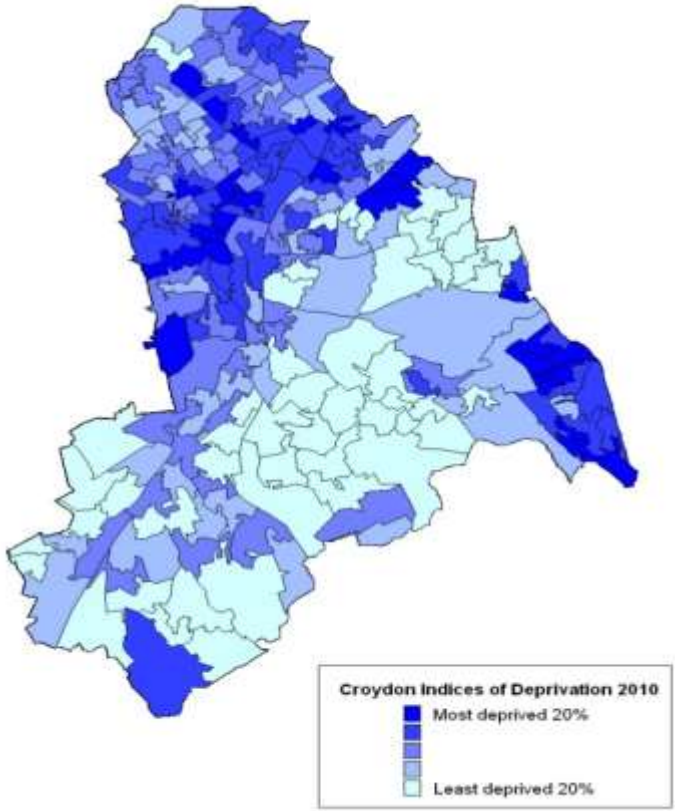 Croydon Indices of Deprivation 2010
Most deprived 20%
Least deprived 20%